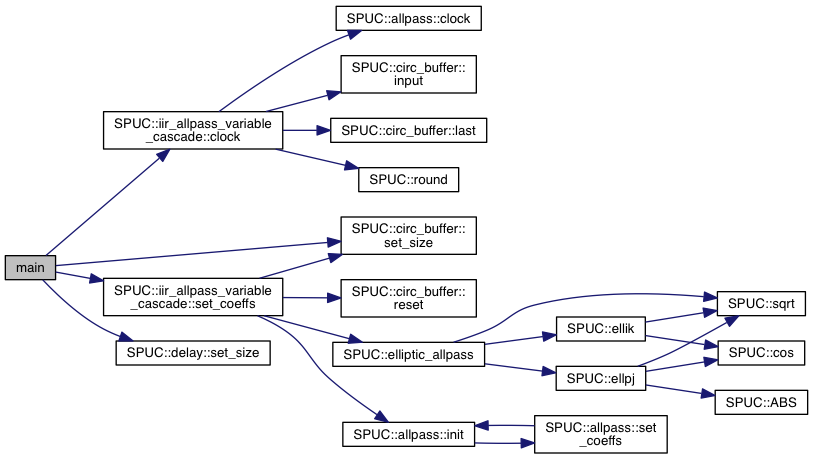 SPUC::allpass::clock
SPUC::circ_buffer::
input
SPUC::iir_allpass_variable
_cascade::clock
SPUC::circ_buffer::last
SPUC::round
main
SPUC::circ_buffer::
set_size
SPUC::iir_allpass_variable
_cascade::set_coeffs
SPUC::circ_buffer::
reset
SPUC::delay::set_size
SPUC::elliptic_allpass
SPUC::allpass::init
SPUC::ellik
SPUC::ellpj
SPUC::allpass::set
_coeffs
SPUC::sqrt
SPUC::cos
SPUC::ABS